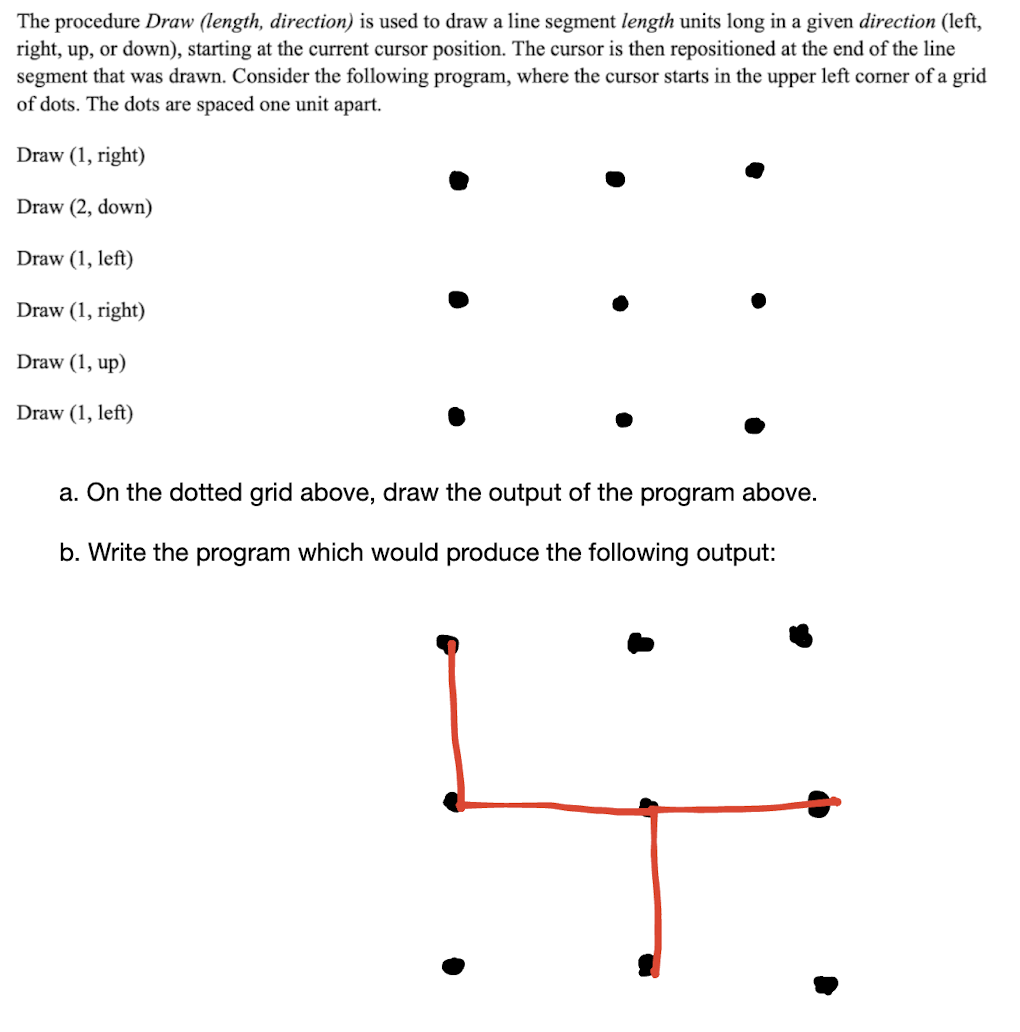 The procedure Draw (length, direction) is used to draw a line segment length units long in a given direction (left,
right, up, or down), starting at the current cursor position. The cursor is then repositioned at the end of the line
segment that was drawn. Consider the following program, where the cursor starts in the upper left corner of a grid
of dots. The dots are spaced one unit apart.
Draw (1, right)
Draw (2, down)
Draw (1, left)
Draw (1, right)
Draw (1, up)
Draw (1, left)
a. On the dotted grid above, draw the output of the program above.
b. Write the program which would produce the following output: